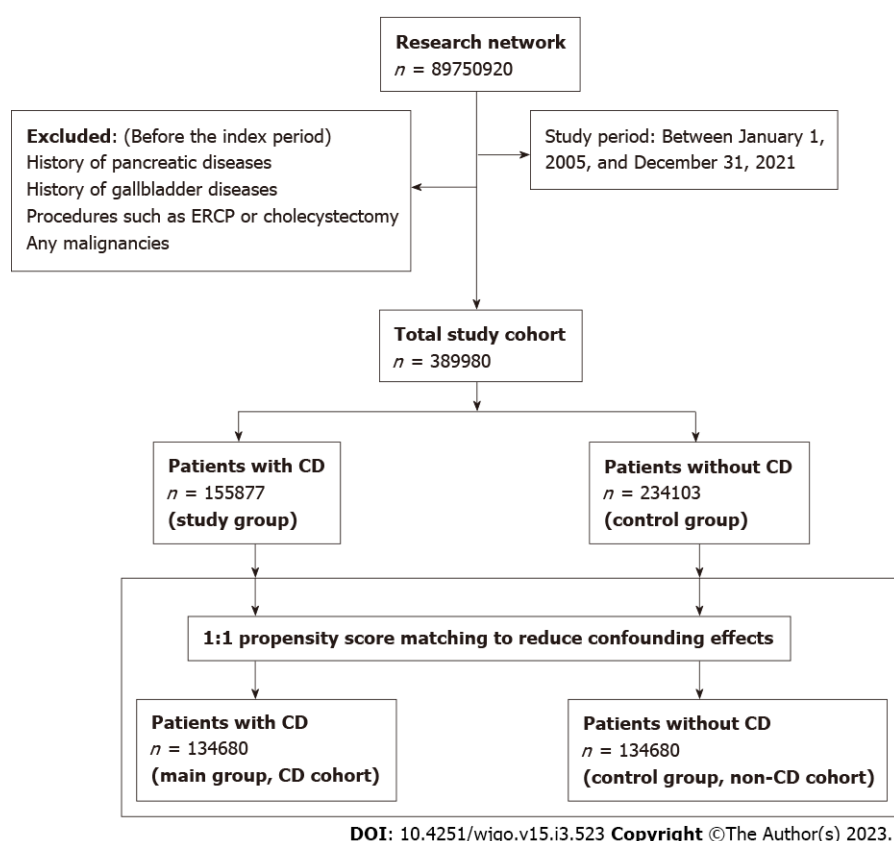 Research network
n = 89750920
Excluded: (Before the index period)
History of pancreatic diseases
History of gallbladder diseases
Procedures such as ERCP or cholecystectomy
Any malignancies
Study period: Between January 1,
2005, and December 31, 2021
Total study cohort
n = 389980
Patients with CD
n = 155877
(study group)
Patients without CD
n = 234103
(control group)
1:1 propensity score matching to reduce confounding effects
Patients with CD
n = 134680
(main group, CD cohort)
Patients without CD
n = 134680
(control group, non-CD cohort)
DOI: 10.4251/wjgo.v15.i3.523 Copyright ©The Author(s) 2023.